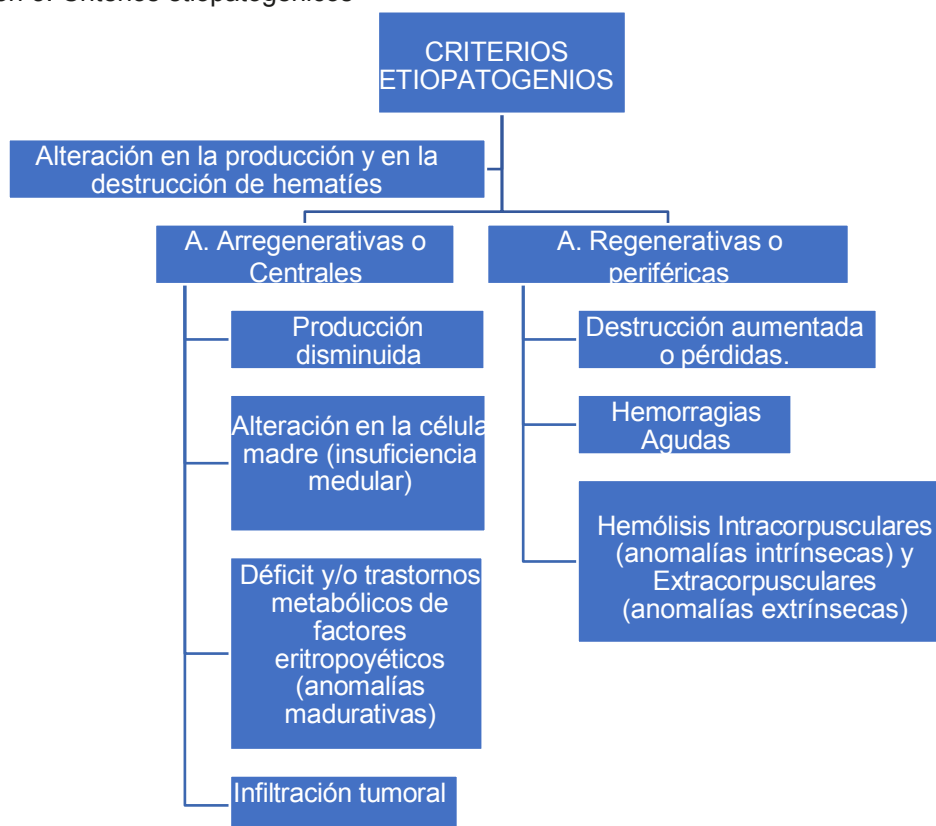 Criterios etiopatogénicos
CRITERIOS
ETIOPATOGENIOS
Alteración en la producción y en la
destrucción de hematíes
A. Arregenerativas o
Centrales
A. Regenerativas o
periféricas
Producción
disminuida
Destrucción aumentada
o pérdidas.
Alteración en la célula
madre (insuficiencia
medular)
Hemorragias
Agudas
Hemólisis Intracorpusculares
(anomalías intrínsecas) y
Extracorpusculares
(anomalías extrínsecas)
Déficit y/o trastornos
metabólicos de
factores
eritropoyéticos
(anomalías
madurativas)
Infiltración tumoral